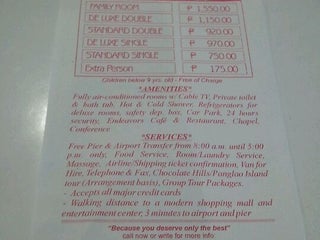 FAMILY ROOM ₱ 1,550.00
DE LUXE DOUBLE ₱ 1,150.00
STANDARD DOUBLE ₱ 920.00
DE LUXE SINGLE ₱ 970.00
STANDARD SINGLE ₱ 750.00
Extra Person ₱ 175.00
Children below 9 yrs. old - Free of Charge
*AMENITIES*
Fully air-conditioned rooms w/ Cable TV, Private toilet
& bath tub, Hot & Cold Shower, Refrigerators for
deluxe rooms, safety dep. box, Car Park, 24 hours
security, Endeavors Café & Restaurant, Chapel,
Conference
*SERVICES*
Free Pier & Airport Transfer from 8:00 a.m. until 5:00
p.m. only, Food Service, Room/Laundry Service,
Massage, Airline/Shipping ticket confirmation, Van for
Hire, Telephone & Fax, Chocolate Hills/Panglao Island
tour (Arrangement basis), Group Tour Packages.
- Accepts all major credit cards
- Walking distance to a modern shopping mall and
entertainment center, 3 minutes to airport and pier
"Because you deserve only the best"
call now or write for more info